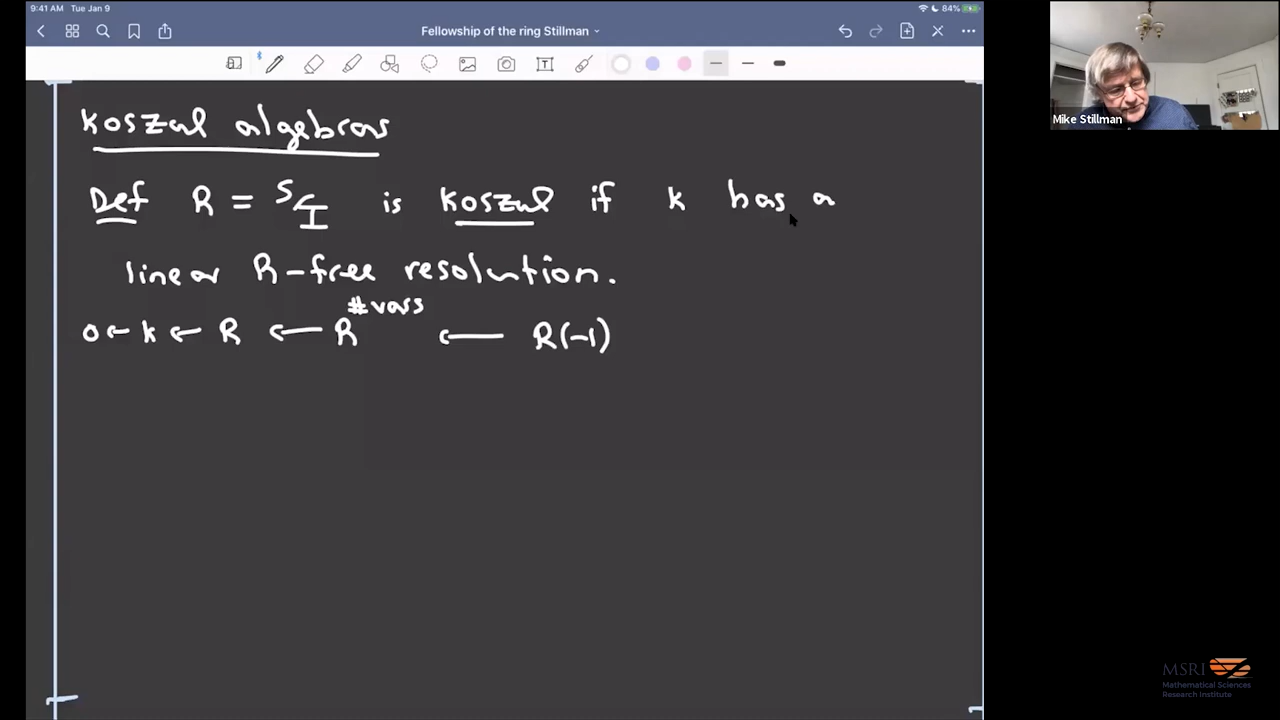 9:41 AM Tue Jan 9
84%
Fellowship of the ring Stillman
Koszul algebras
Def R = S/I is Koszul if k has a
linear R-free resolution.
#vars
0 ← k ← R ← R ← R(-1)
Mike Stillman
MSRI
Mathematical Sciences
Research Institute